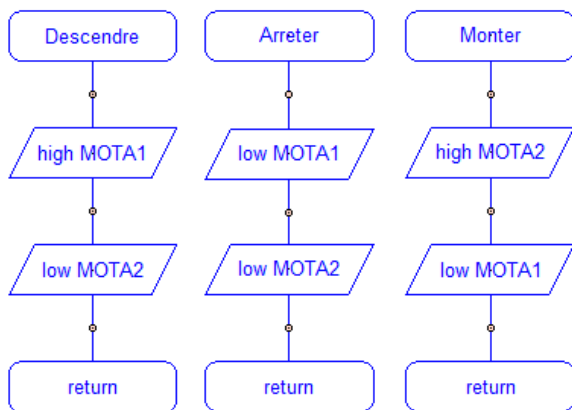 Descendre
high MOTA1
low MOTA2
return
Arreter
low MOTA1
low MOTA2
return
Monter
high MOTA2
low MOTA1
return